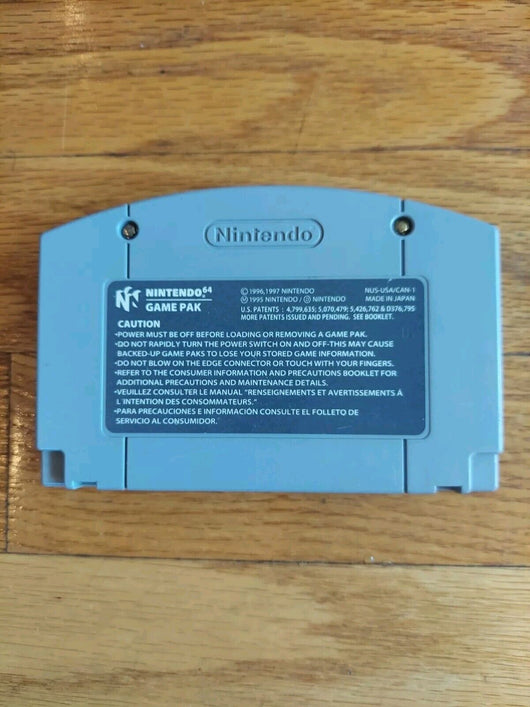 Nintendo
NINTENDO64
GAME PAK
© 1996,1997 NINTENDO
Ⓜ 1995 NINTENDO / Ⓓ NINTENDO
NUS-USA/CAN-1
MADE IN JAPAN
U.S. PATENTS : 4,799,635; 5,070,479; 5,426,762 & D376,795
MORE PATENTS ISSUED AND PENDING. SEE BOOKLET.
CAUTION
•POWER MUST BE OFF BEFORE LOADING OR REMOVING A GAME PAK.
•DO NOT RAPIDLY TURN THE POWER SWITCH ON AND OFF-THIS MAY CAUSE
BACKED-UP GAME PAKS TO LOSE YOUR STORED GAME INFORMATION.
•DO NOT BLOW ON THE EDGE CONNECTOR OR TOUCH WITH YOUR FINGERS.
•REFER TO THE CONSUMER INFORMATION AND PRECAUTIONS BOOKLET FOR
ADDITIONAL PRECAUTIONS AND MAINTENANCE DETAILS.
•VEUILLEZ CONSULTER LE MANUAL "RENSEIGNEMENTS ET AVERTISSEMENTS À
L'INTENTION DES CONSOMMATEURS."
•PARA PRECAUCIONES E INFORMACIÓN CONSULTE EL FOLLETO DE
SERVICIO AL CONSUMIDOR.